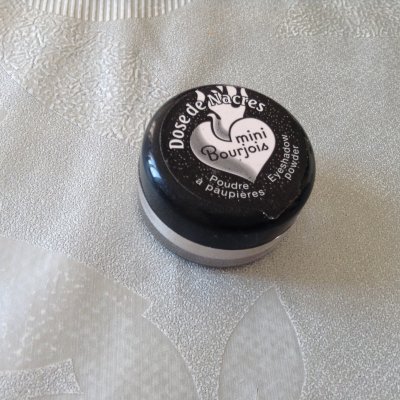 Dose de Nacres
mini
Bourjois
Poudre
à paupières
Eyeshadow
powder